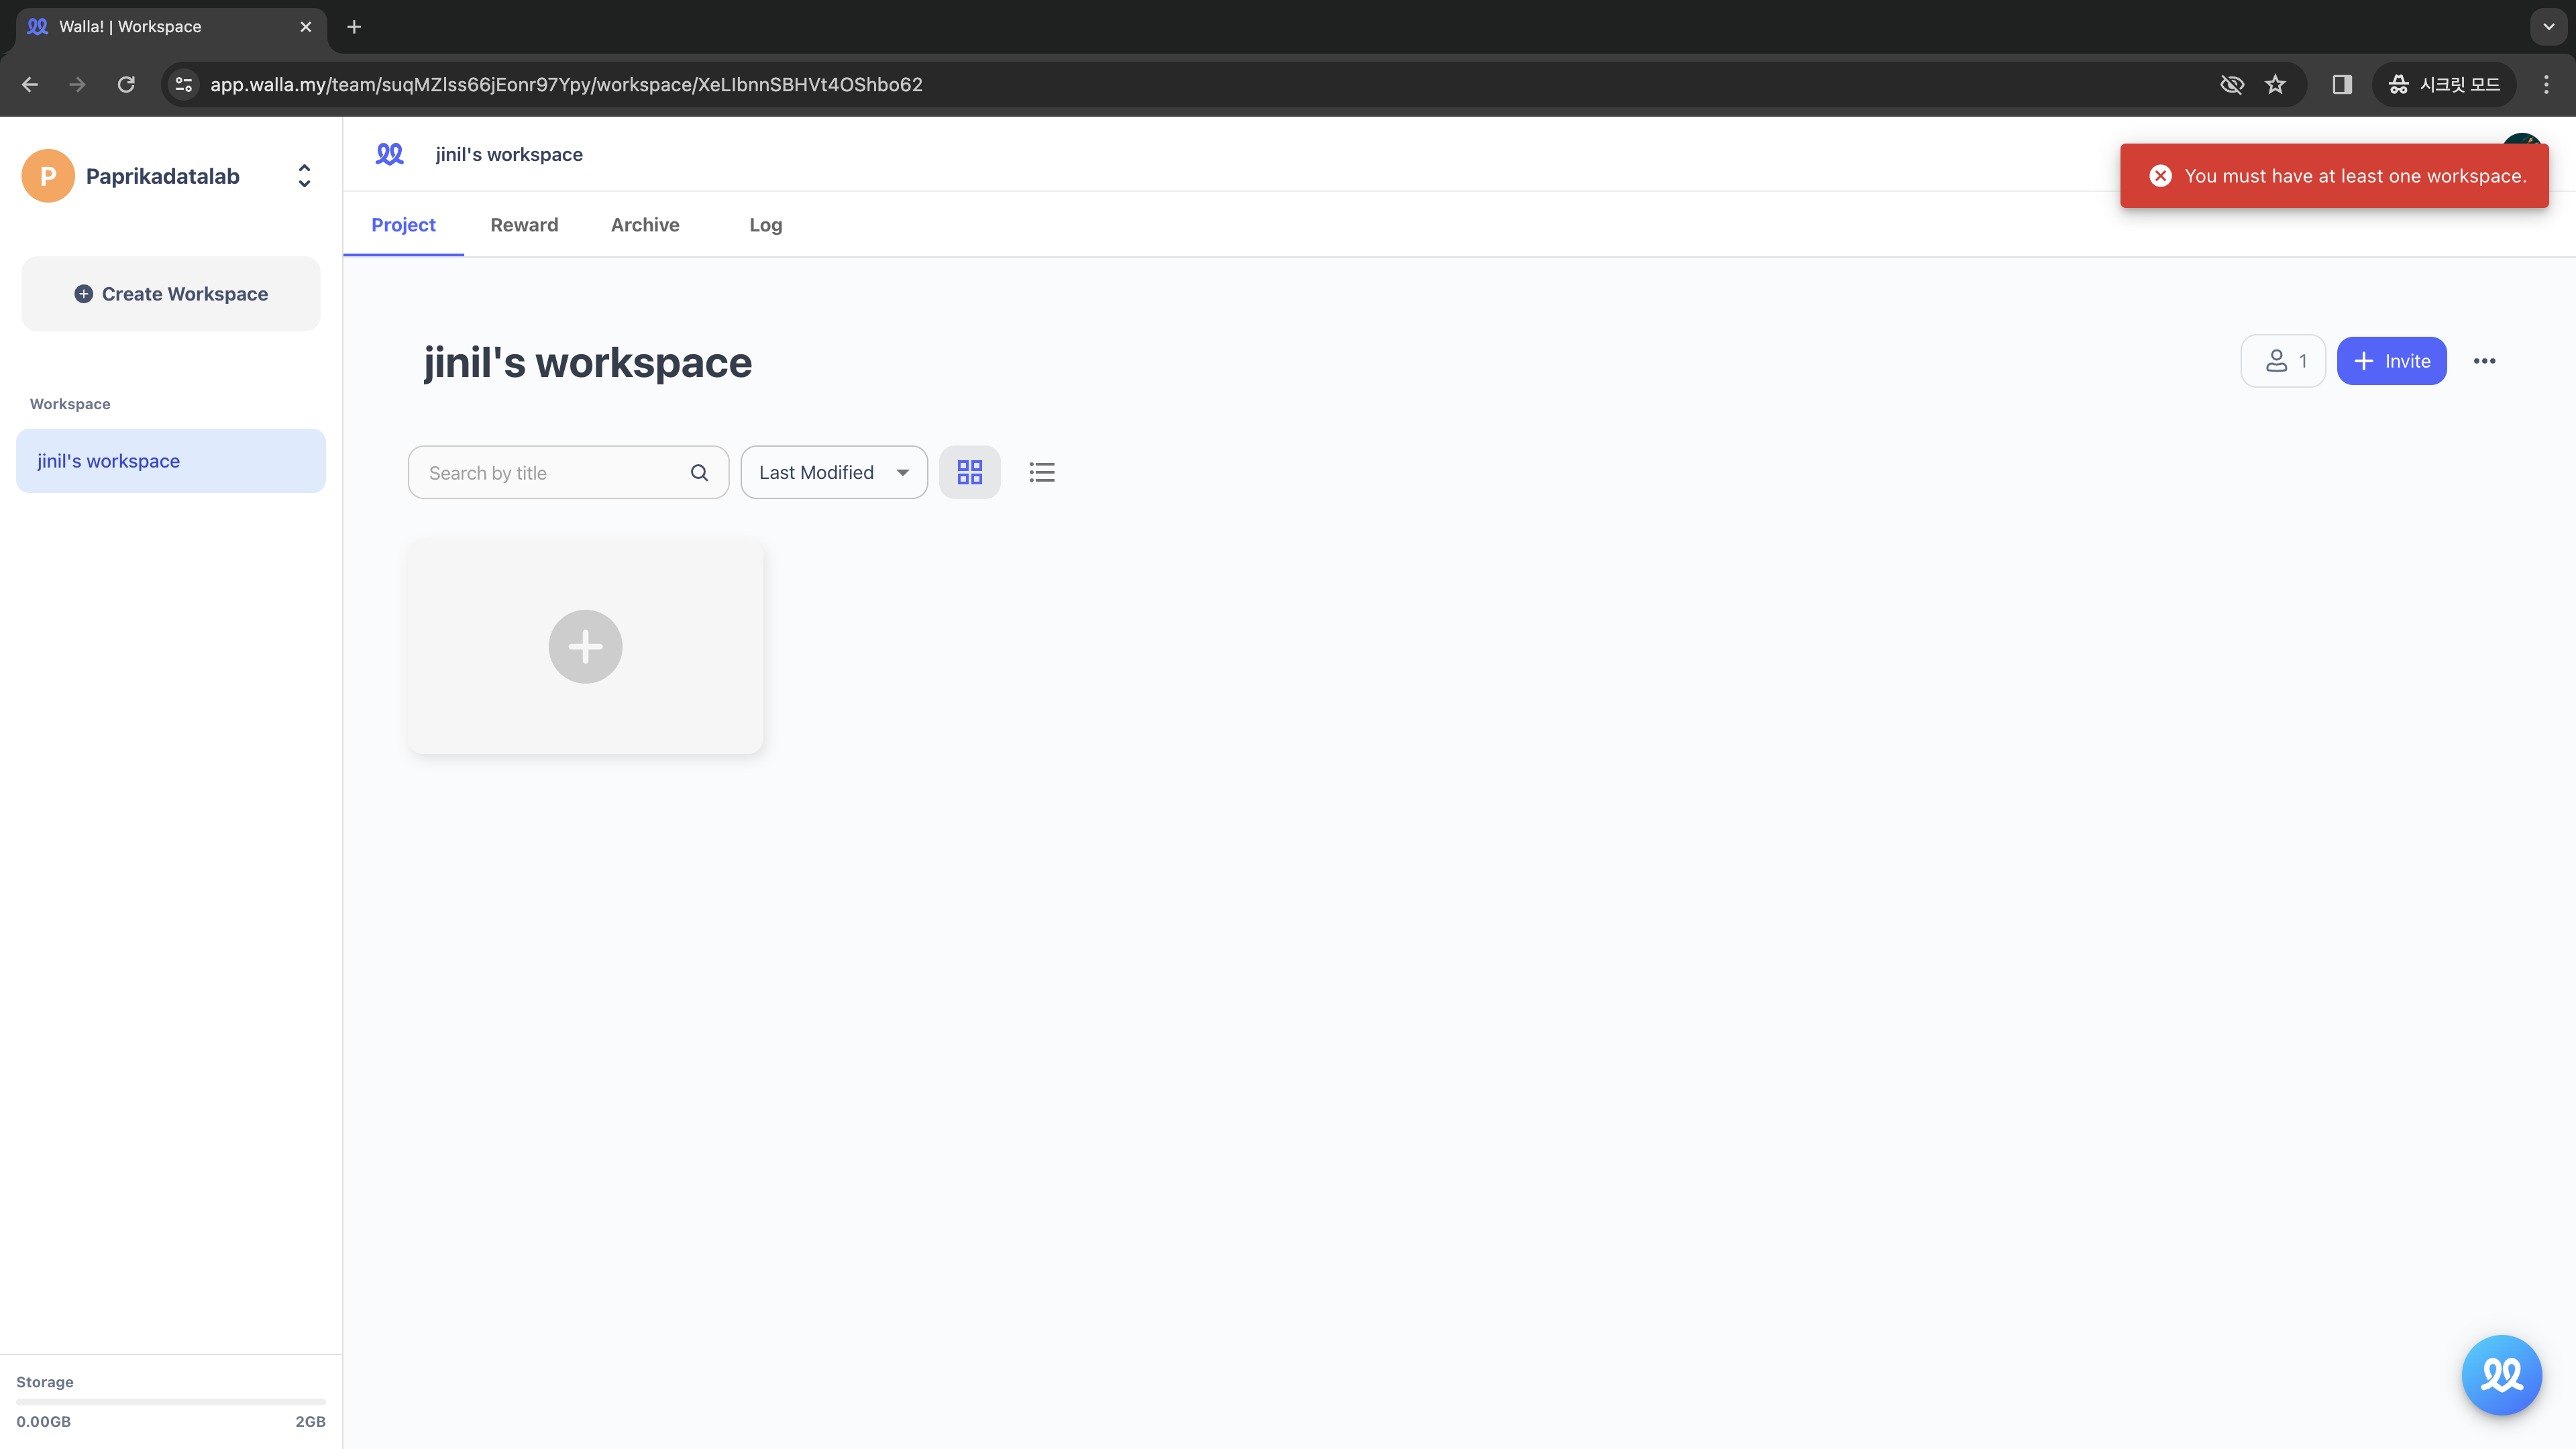 Walla! | Workspace
app.walla.my/team/suqMZlss66jEonr97Ypy/workspace/XeLIbnnSBHVt4OShbo62
시크릿 모드
P
Paprikadatalab
jinil's workspace
You must have at least one workspace.
Project
Reward
Archive
Log
Create Workspace
jinil's workspace
1
Invite
Workspace
jinil's workspace
Search by title
Last Modified
Storage
0.00GB
2GB